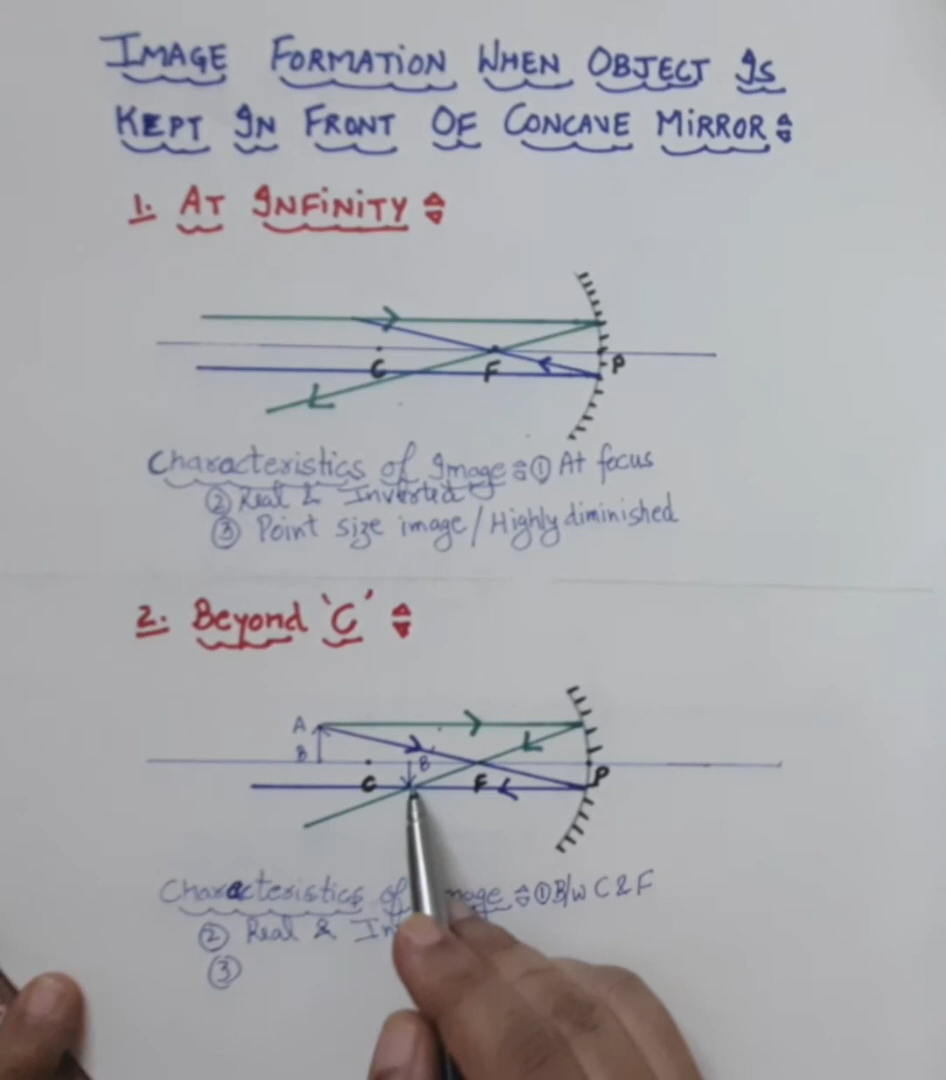 IMAGE FORMATION WHEN OBJECT IS
KEPT IN FRONT OF CONCAVE MIRROR:
1. AT INFINITY:
C F P
Characteristics of Image: ① At focus
② Real & Inverted
③ Point size image/Highly diminished
2. Beyond 'C':
A
B B'
C F P
Characteristics of Image: ① B/w C & F
② Real & In
③